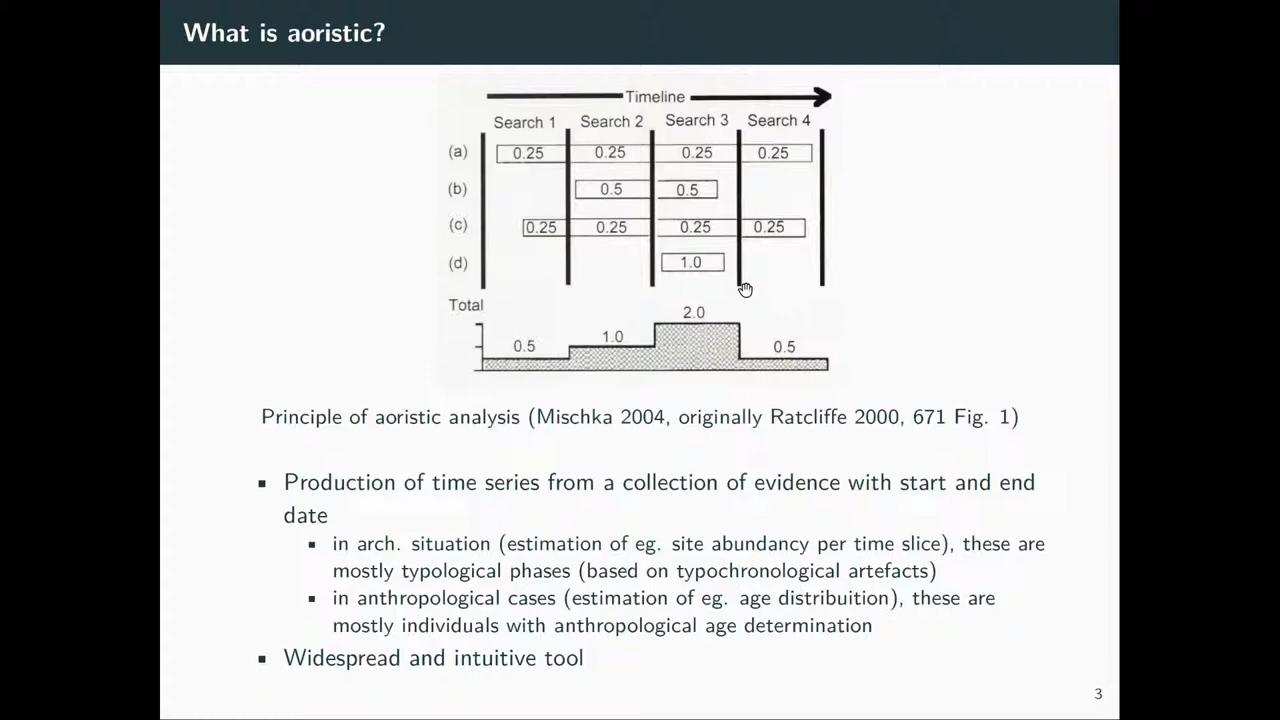 What is aoristic?
Timeline
Search 1 Search 2 Search 3 Search 4
(a) 0.25 0.25 0.25 0.25
(b) 0.5 0.5
(c) 0.25 0.25 0.25 0.25
(d) 1.0
Total
0.5 1.0 2.0 0.5
Principle of aoristic analysis (Mischka 2004, originally Ratcliffe 2000, 671 Fig. 1)
Production of time series from a collection of evidence with start and end
date
in arch. situation (estimation of eg. site abundancy per time slice), these are
mostly typological phases (based on typochronological artefacts)
in anthropological cases (estimation of eg. age distribuition), these are
mostly individuals with anthropological age determination
Widespread and intuitive tool
3